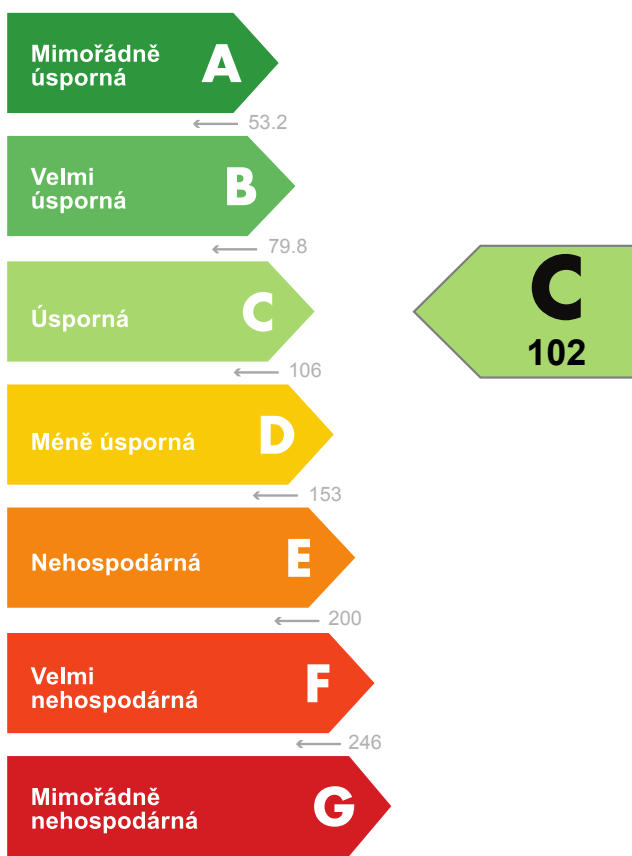 Mimořádně
úsporná
A
53.2
Velmi
úsporná
B
79.8
Úsporná
C
C
102
106
Méně úsporná
D
153
Nehospodárná
E
200
Velmi
nehospodárná
F
246
Mimořádně
nehospodárná
G